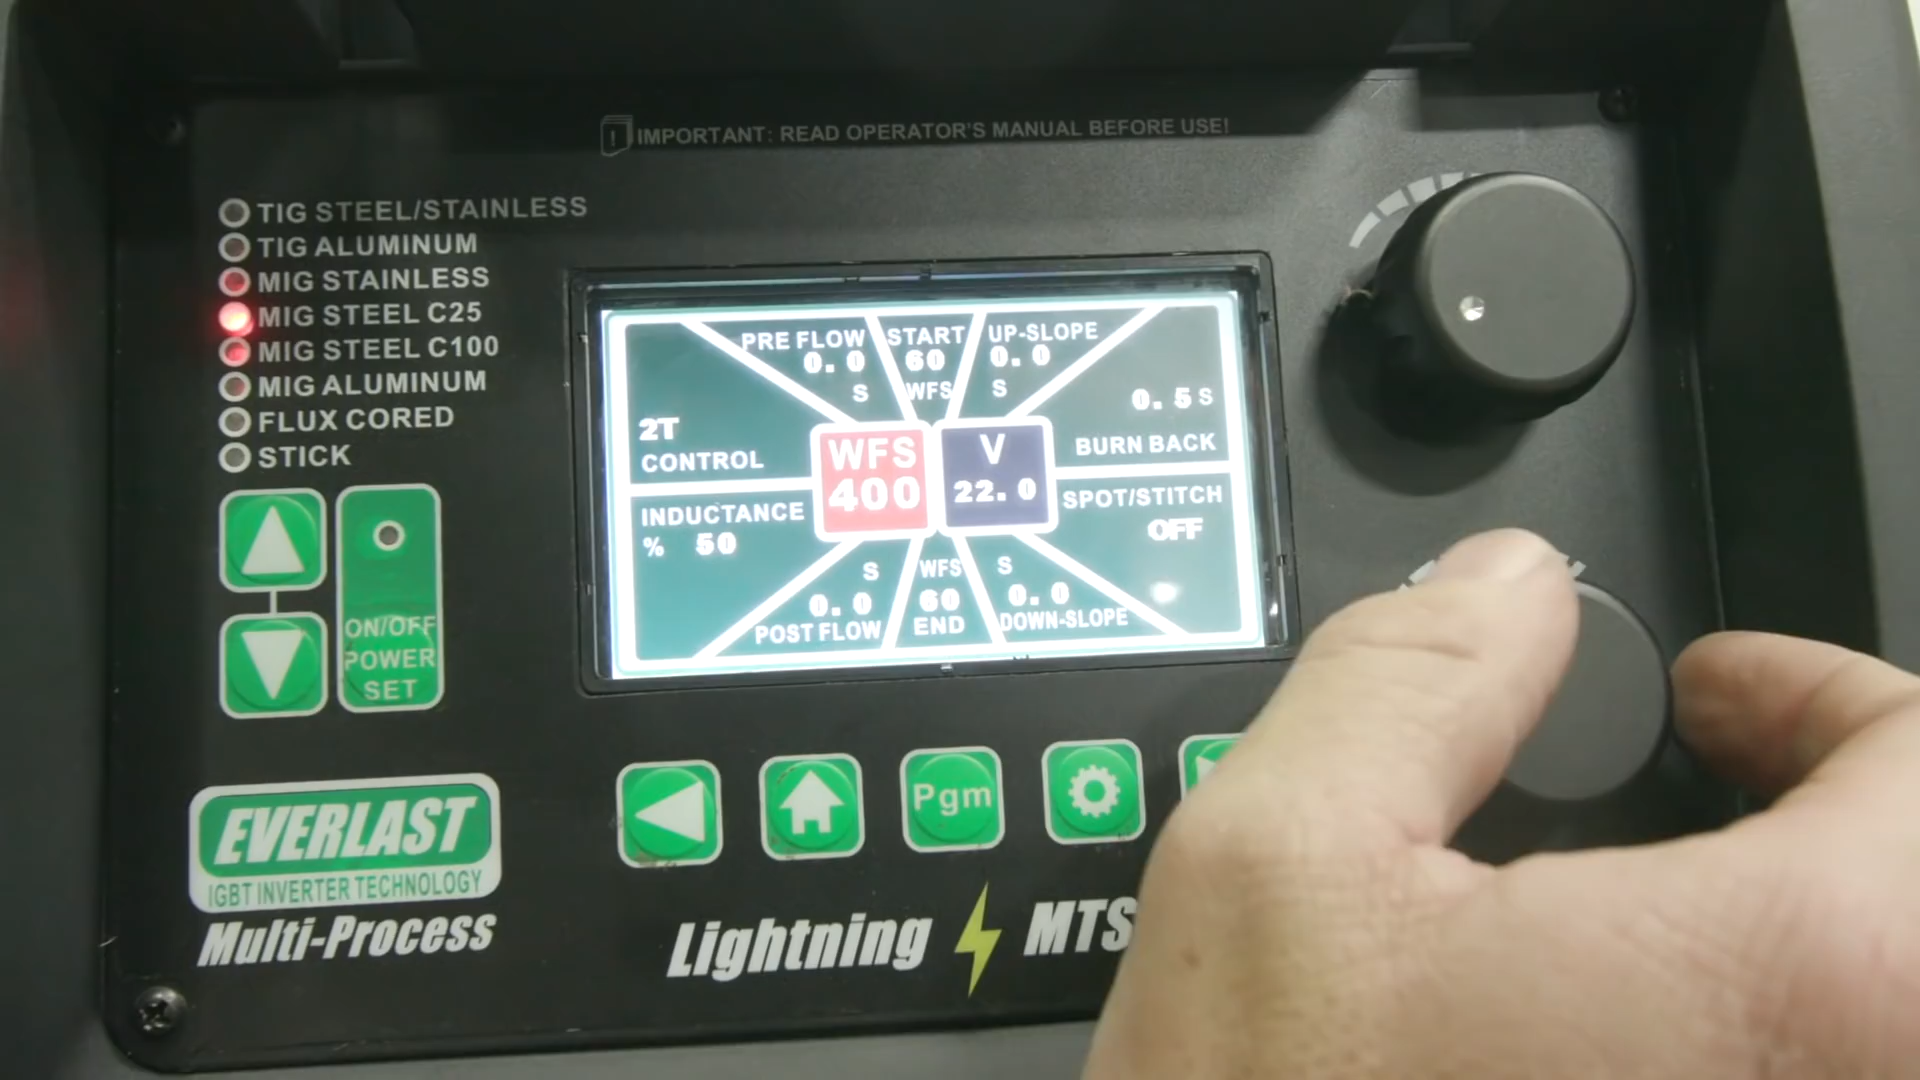 IMPORTANT: READ OPERATOR'S MANUAL BEFORE USE!
TIG STEEL/STAINLESS
TIG ALUMINUM
MIG STAINLESS
MIG STEEL C25
MIG STEEL C100
MIG ALUMINUM
FLUX CORED
STICK
ON/OFF
POWER
SET
PRE FLOW
0.0
S
START
60
WFS
UP-SLOPE
0.0
S
2T
CONTROL
WFS
400
V
22.0
0.5 S
BURN BACK
INDUCTANCE
% 50
SPOT/STITCH
OFF
S
0.0
POST FLOW
WFS
60
END
S
0.0
DOWN-SLOPE
Pgm
EVERLAST
IGBT INVERTER TECHNOLOGY
Multi-Process
Lightning MTS